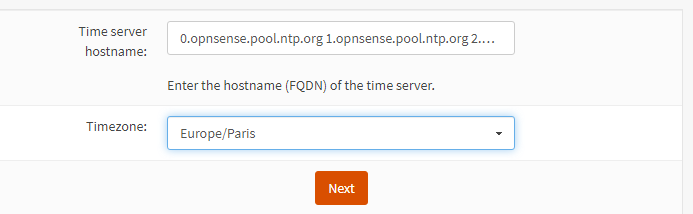 Time server
hostname:
0.opnsense.pool.ntp.org 1.opnsense.pool.ntp.org 2....
Enter the hostname (FQDN) of the time server.
Timezone:
Europe/Paris
Next